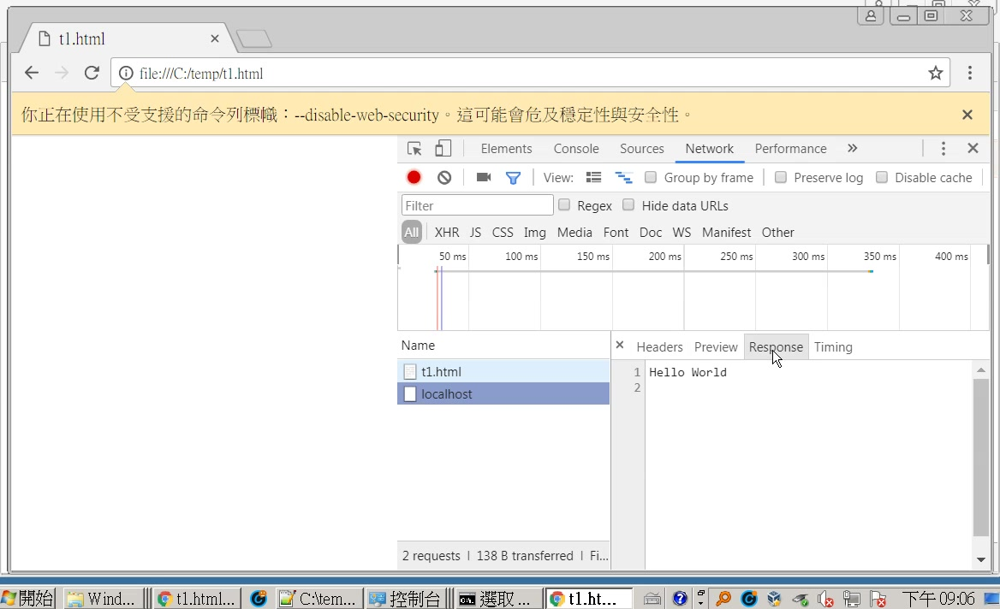 t1.html
file:///C:/temp/t1.html
你正在使用不受支援的命令列標幟：--disable-web-security。這可能會危及穩定性與安全性。
Elements Console Sources Network Performance »
View: Group by frame Preserve log Disable cache
Filter Regex Hide data URLs
All XHR JS CSS Img Media Font Doc WS Manifest Other
50 ms 100 ms 150 ms 200 ms 250 ms 300 ms 350 ms 400 ms
Name
Headers Preview Response Timing
t1.html
localhost
1 Hello World
2
2 requests | 138 B transferred | Fi...
開始 Wind... t1.html... C:\tem... 控制台 選取 ... t1.ht... 下午 09:06